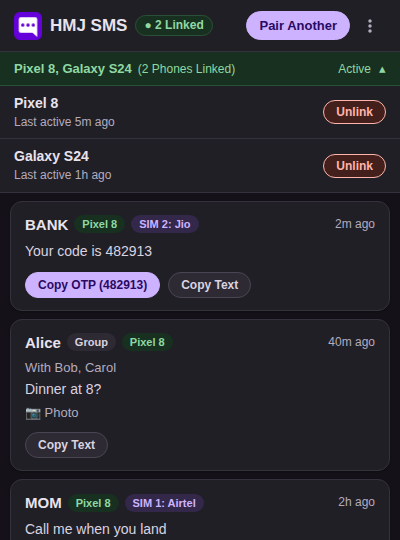 HMJ SMS ● 2 Linked Pair Another
Pixel 8, Galaxy S24 (2 Phones Linked) Active ▲
Pixel 8
Last active 5m ago
Unlink
Galaxy S24
Last active 1h ago
Unlink
BANK Pixel 8 SIM 2: Jio 2m ago
Your code is 482913
Copy OTP (482913) Copy Text
Alice Group Pixel 8 40m ago
With Bob, Carol
Dinner at 8?
📷 Photo
Copy Text
MOM Pixel 8 SIM 1: Airtel 2h ago
Call me when you land